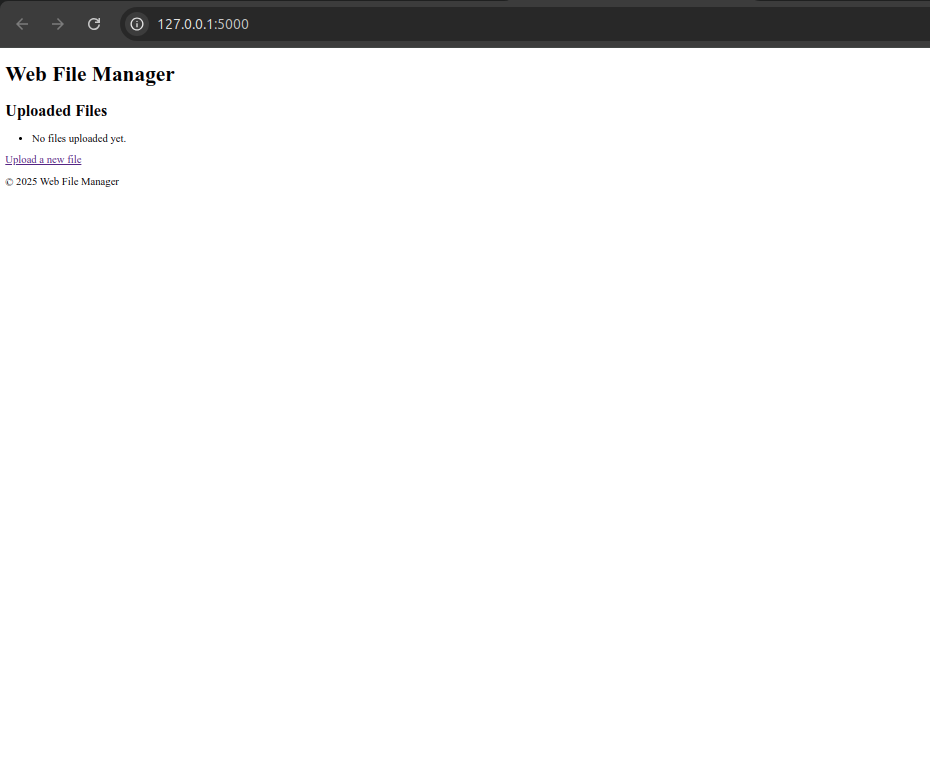 127.0.0.1:5000
Web File Manager
Uploaded Files
No files uploaded yet.
Upload a new file
© 2025 Web File Manager